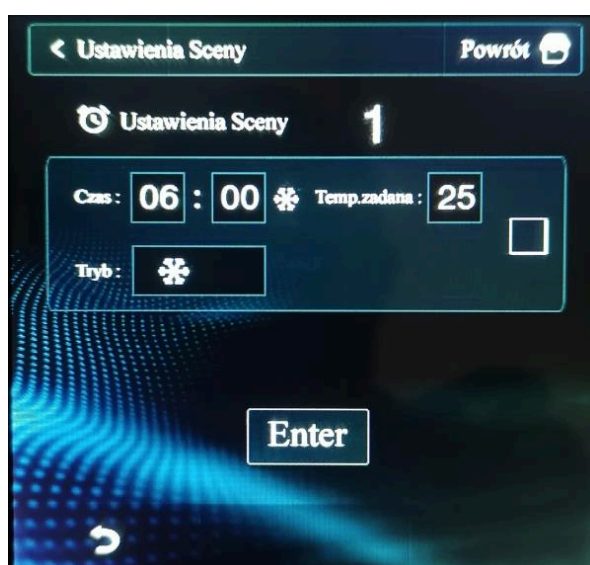 Ustawienia Sceny Powrót
Ustawienia Sceny 1
Czas : 06 : 00 Temp.zadana : 25
Tryb :
Enter